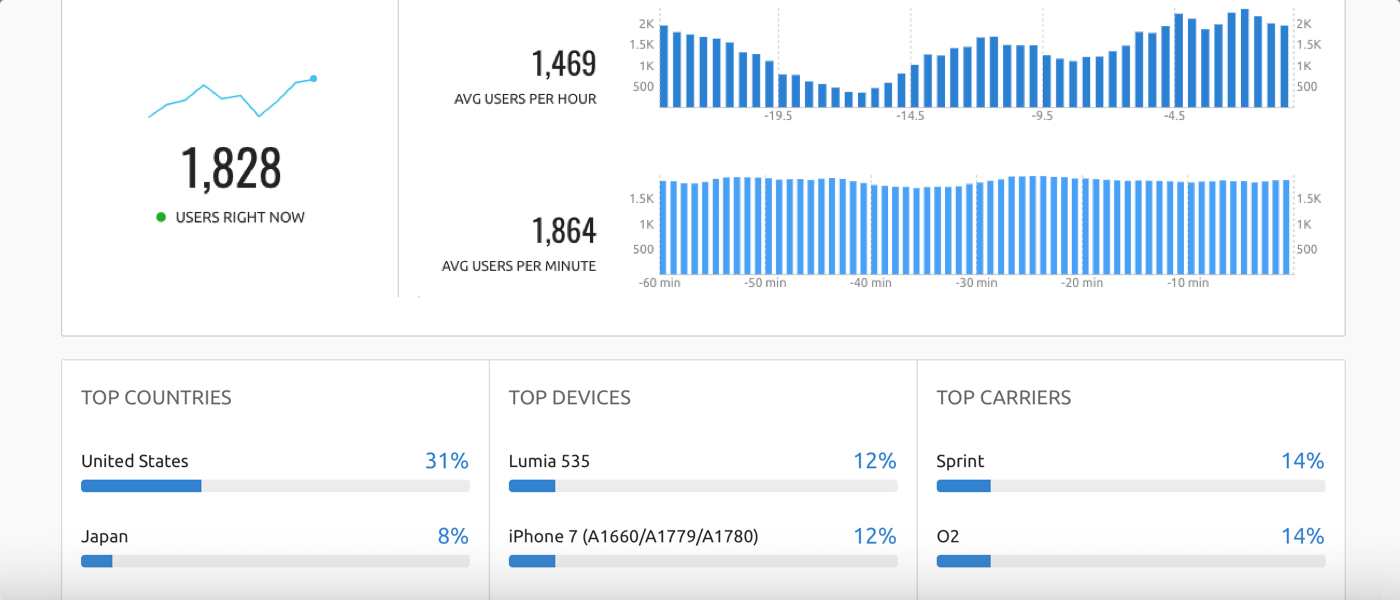 1,828
USERS RIGHT NOW
1,469
AVG USERS PER HOUR
2K
1.5K
1K
500
2K
1.5K
1K
500
-19.5 -14.5 -9.5 -4.5
1,864
AVG USERS PER MINUTE
1.5K
1K
500
1.5K
1K
500
-60 min -50 min -40 min -30 min -20 min -10 min
TOP COUNTRIES
United States 31%
Japan 8%
TOP DEVICES
Lumia 535 12%
iPhone 7 (A1660/A1779/A1780) 12%
TOP CARRIERS
Sprint 14%
O2 14%